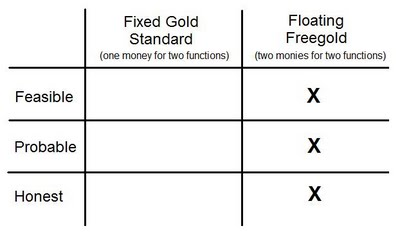 Fixed Gold
Standard
(one money for two functions)
Floating
Freegold
(two monies for two functions)
Feasible X
Probable X
Honest X